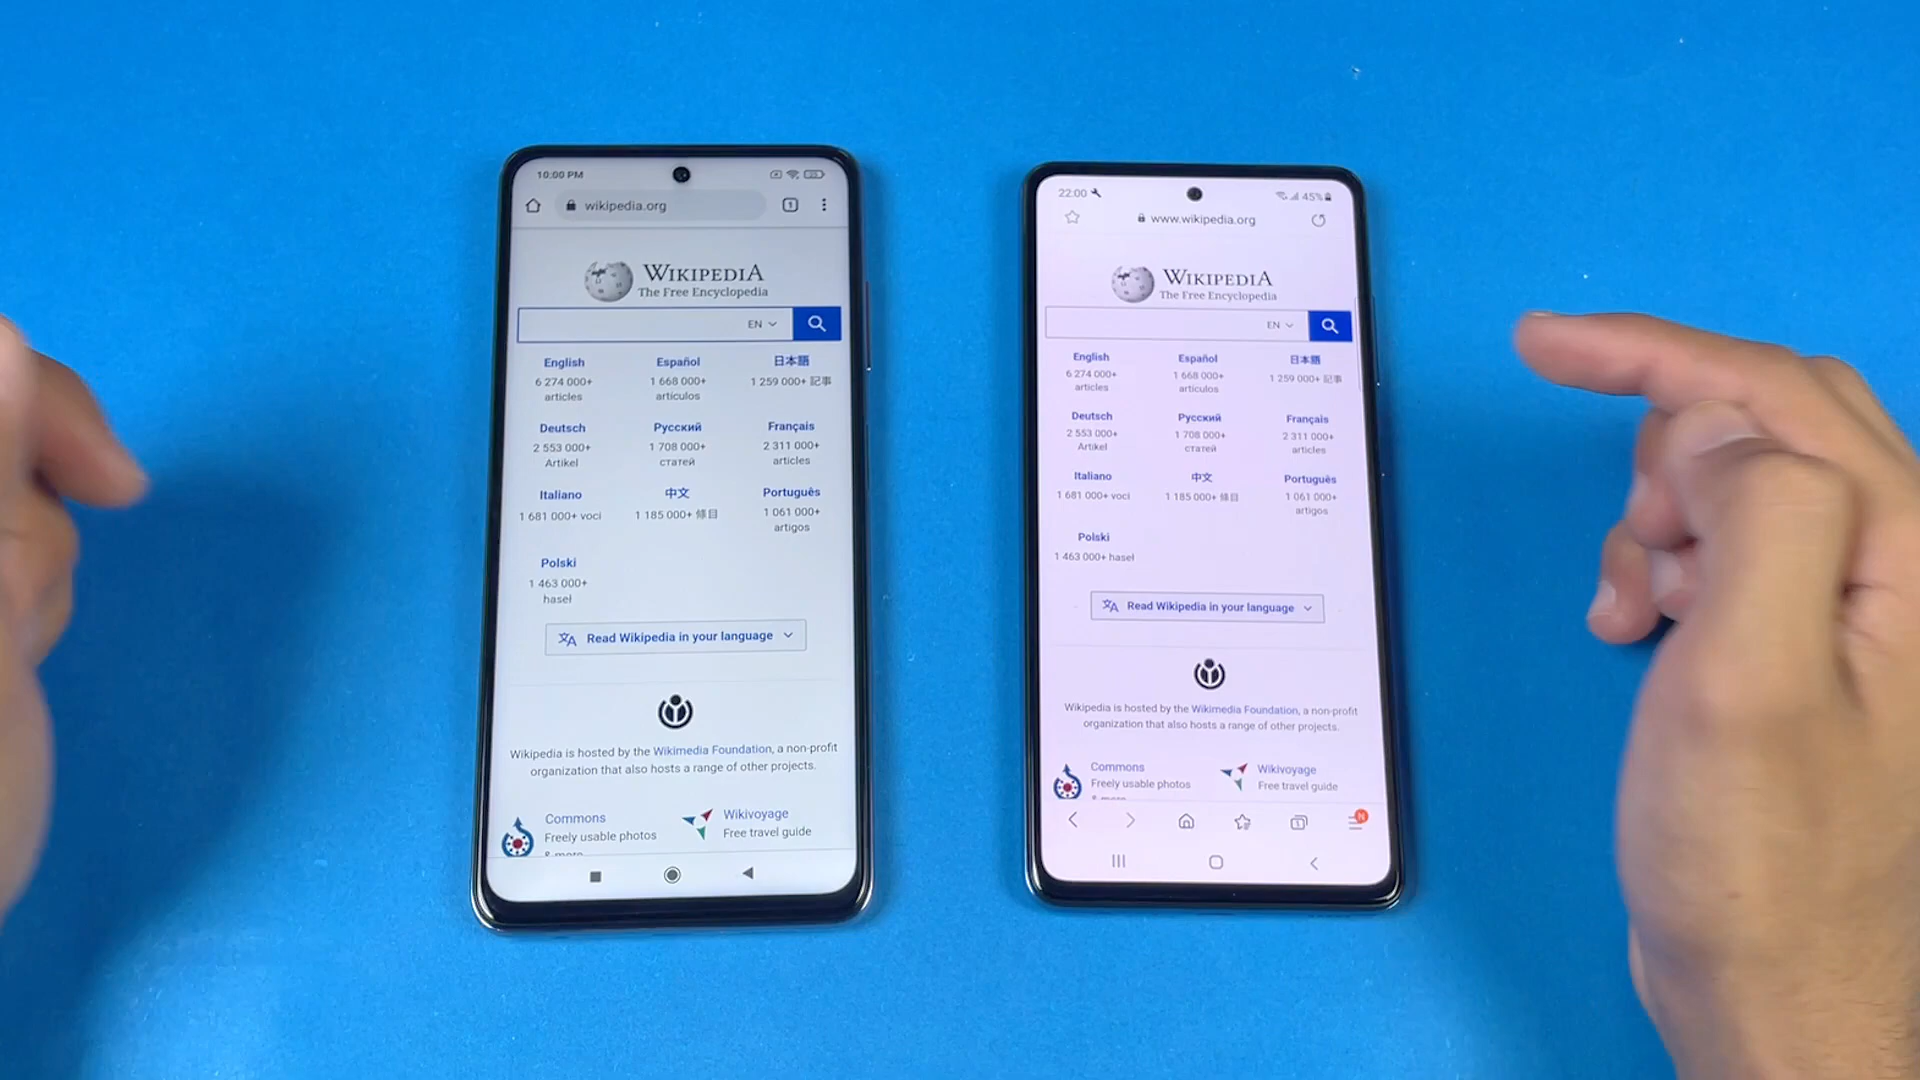 10:00 PM
wikipedia.org
1
WIKIPEDIA
The Free Encyclopedia
EN
English
6 274 000+
articles
Español
1 668 000+
artículos
日本語
1 259 000+ 記事
Deutsch
2 553 000+
Artikel
Русский
1 708 000+
статей
Français
2 311 000+
articles
Italiano
1 681 000+ voci
中文
1 185 000+ 條目
Português
1 061 000+
artigos
Polski
1 463 000+
haseł
Read Wikipedia in your language
Wikipedia is hosted by the Wikimedia Foundation, a non-profit
organization that also hosts a range of other projects.
Commons
Freely usable photos
& more
Wikivoyage
Free travel guide
22:00
45%
www.wikipedia.org
WIKIPEDIA
The Free Encyclopedia
EN
English
6 274 000+
articles
Español
1 668 000+
artículos
日本語
1 259 000+ 記事
Deutsch
2 553 000+
Artikel
Русский
1 708 000+
статей
Français
2 311 000+
articles
Italiano
1 681 000+ voci
中文
1 185 000+ 條目
Português
1 061 000+
artigos
Polski
1 463 000+ haseł
Read Wikipedia in your language
Wikipedia is hosted by the Wikimedia Foundation, a non-profit
organization that also hosts a range of other projects.
Commons
Freely usable photos
& more
Wikivoyage
Free travel guide
1
N